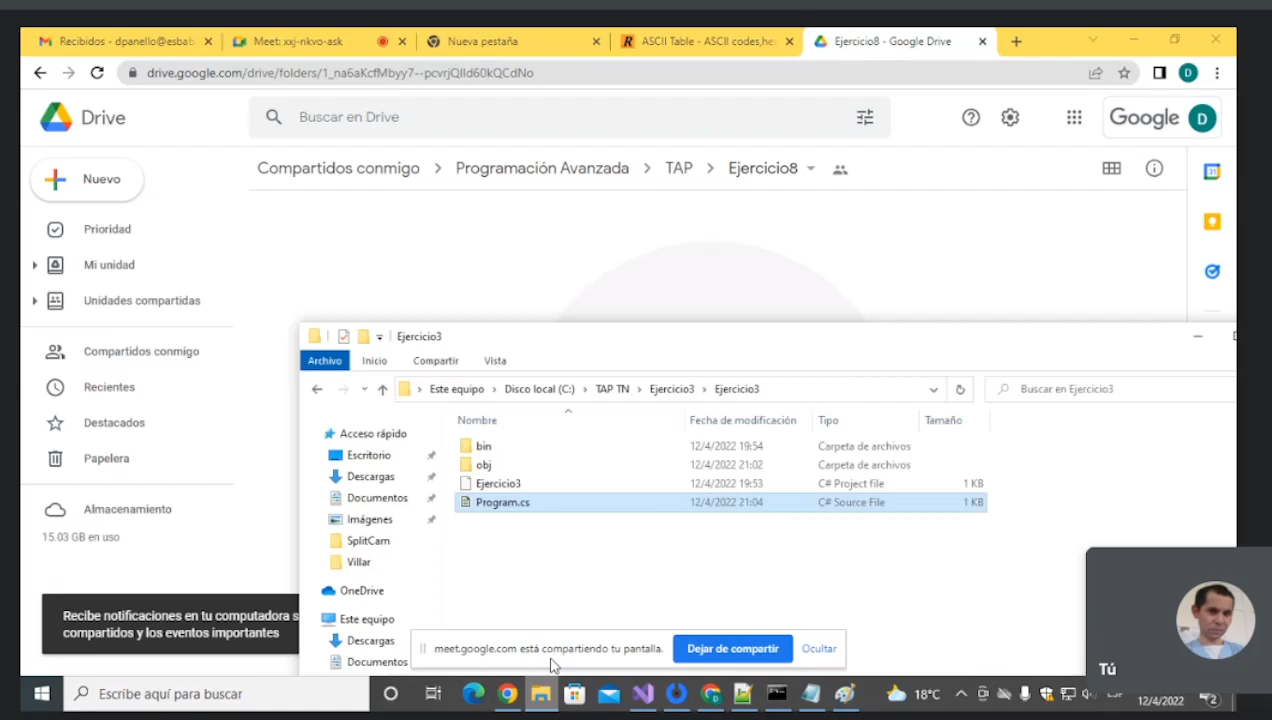 Recibidos - dpanello@esbab
Meet: xxj-nkvo-ask
Nueva pestaña
ASCII Table - ASCII codes,he
Ejercicio8 - Google Drive
drive.google.com/drive/folders/1_na6aKcfMbyy7--pcvrjQIId60kQCdNo
D
Drive
Buscar en Drive
Google
D
Nuevo
Compartidos conmigo > Programación Avanzada > TAP > Ejercicio8
Prioridad
Mi unidad
Unidades compartidas
Compartidos conmigo
Recientes
Destacados
Papelera
Almacenamiento
15.03 GB en uso
Recibe notificaciones en tu computadora s
compartidos y los eventos importantes
Ejercicio3
Archivo Inicio Compartir Vista
Este equipo > Disco local (C:) > TAP TN > Ejercicio3 > Ejercicio3
Buscar en Ejercicio3
Nombre Fecha de modificación Tipo Tamaño
bin 12/4/2022 19:54 Carpeta de archivos
obj 12/4/2022 21:02 Carpeta de archivos
Ejercicio3 12/4/2022 19:53 C# Project file 1 KB
Program.cs 12/4/2022 21:04 C# Source File 1 KB
Acceso rápido
Escritorio
Descargas
Documentos
Imágenes
SplitCam
Villar
OneDrive
Este equipo
Descargas
Documentos
meet.google.com está compartiendo tu pantalla.
Dejar de compartir
Ocultar
Tú
Escribe aquí para buscar
18°C
12/4/2022
2